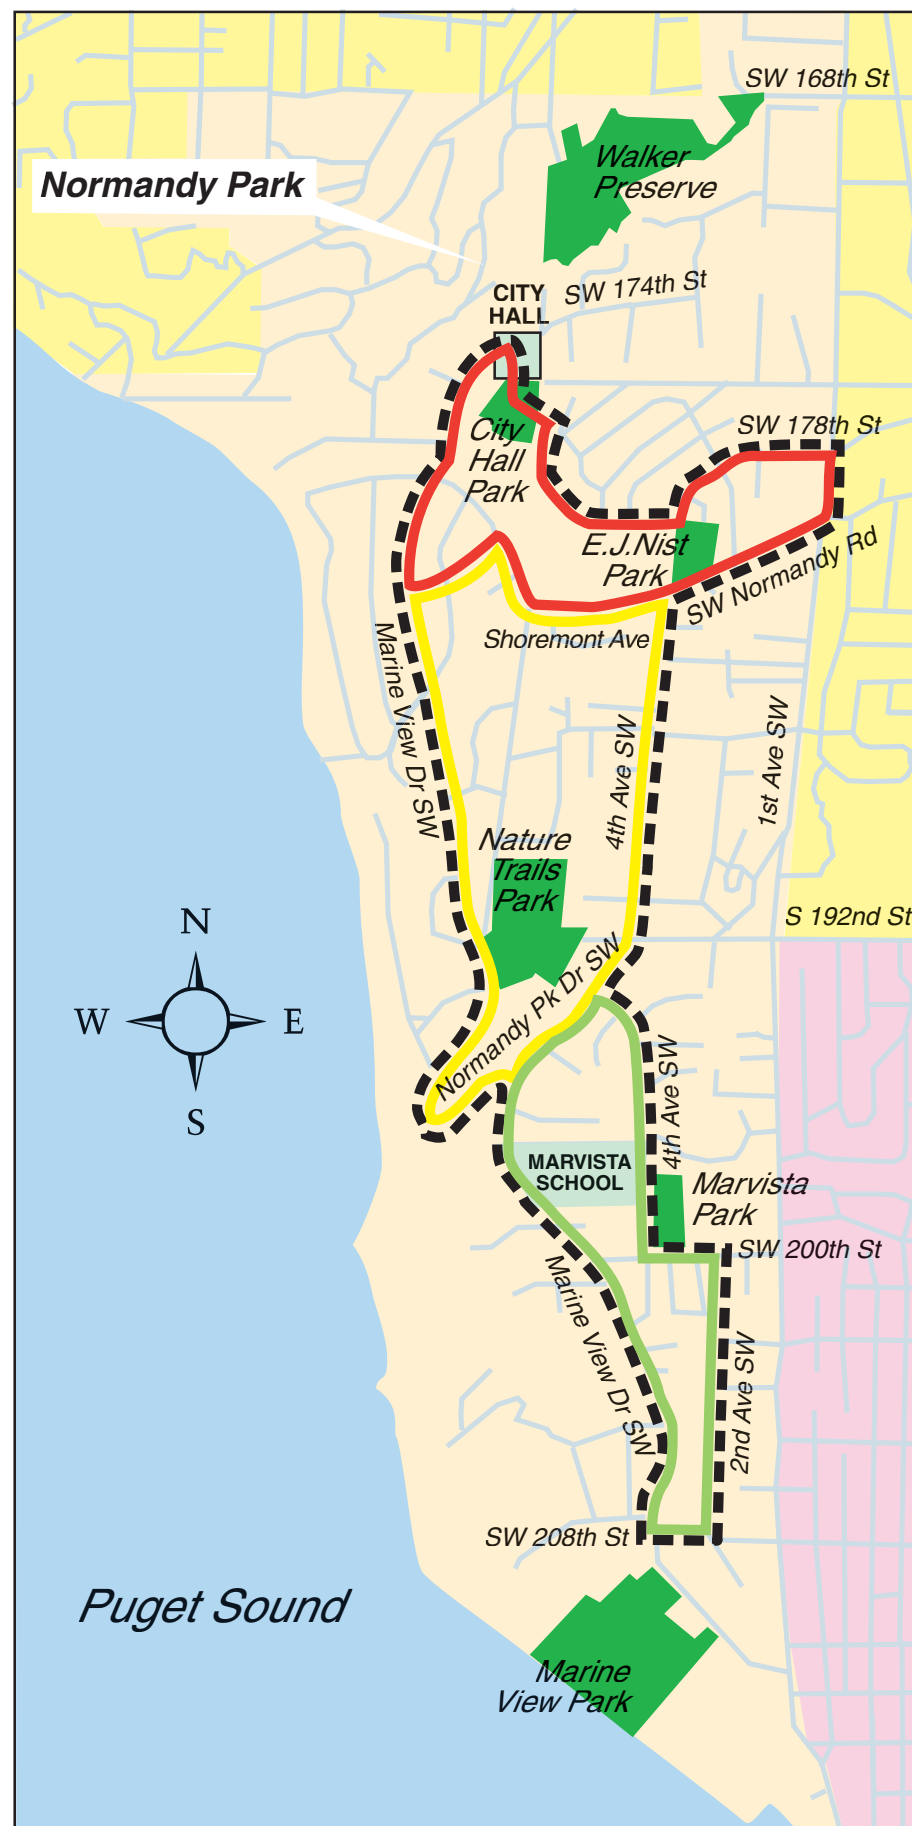 SW 168th St
Walker
Preserve
Normandy Park
SW 174th St
CITY
HALL
SW 178th St
City
Hall
Park
E.J.Nist
Park
SW Normandy Rd
Shoremont Ave
Marine View Dr SW
4th Ave SW
1st Ave SW
Nature
Trails
Park
S 192nd St
N
W
E
S
Normandy Pk Dr SW
4th Ave SW
MARVISTA
SCHOOL
Marvista
Park
SW 200th St
Marine View Dr SW
2nd Ave SW
SW 208th St
Puget Sound
Marine
View Park